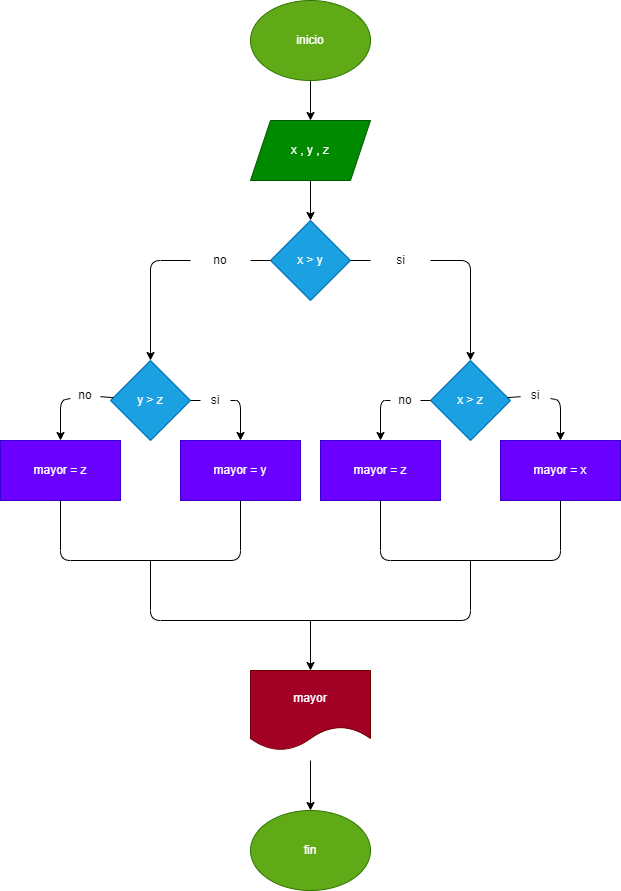 inicio
x , y , z
no
x > y
si
no
y > z
si
no
x > z
si
mayor = z
mayor = y
mayor = z
mayor = x
mayor
fin